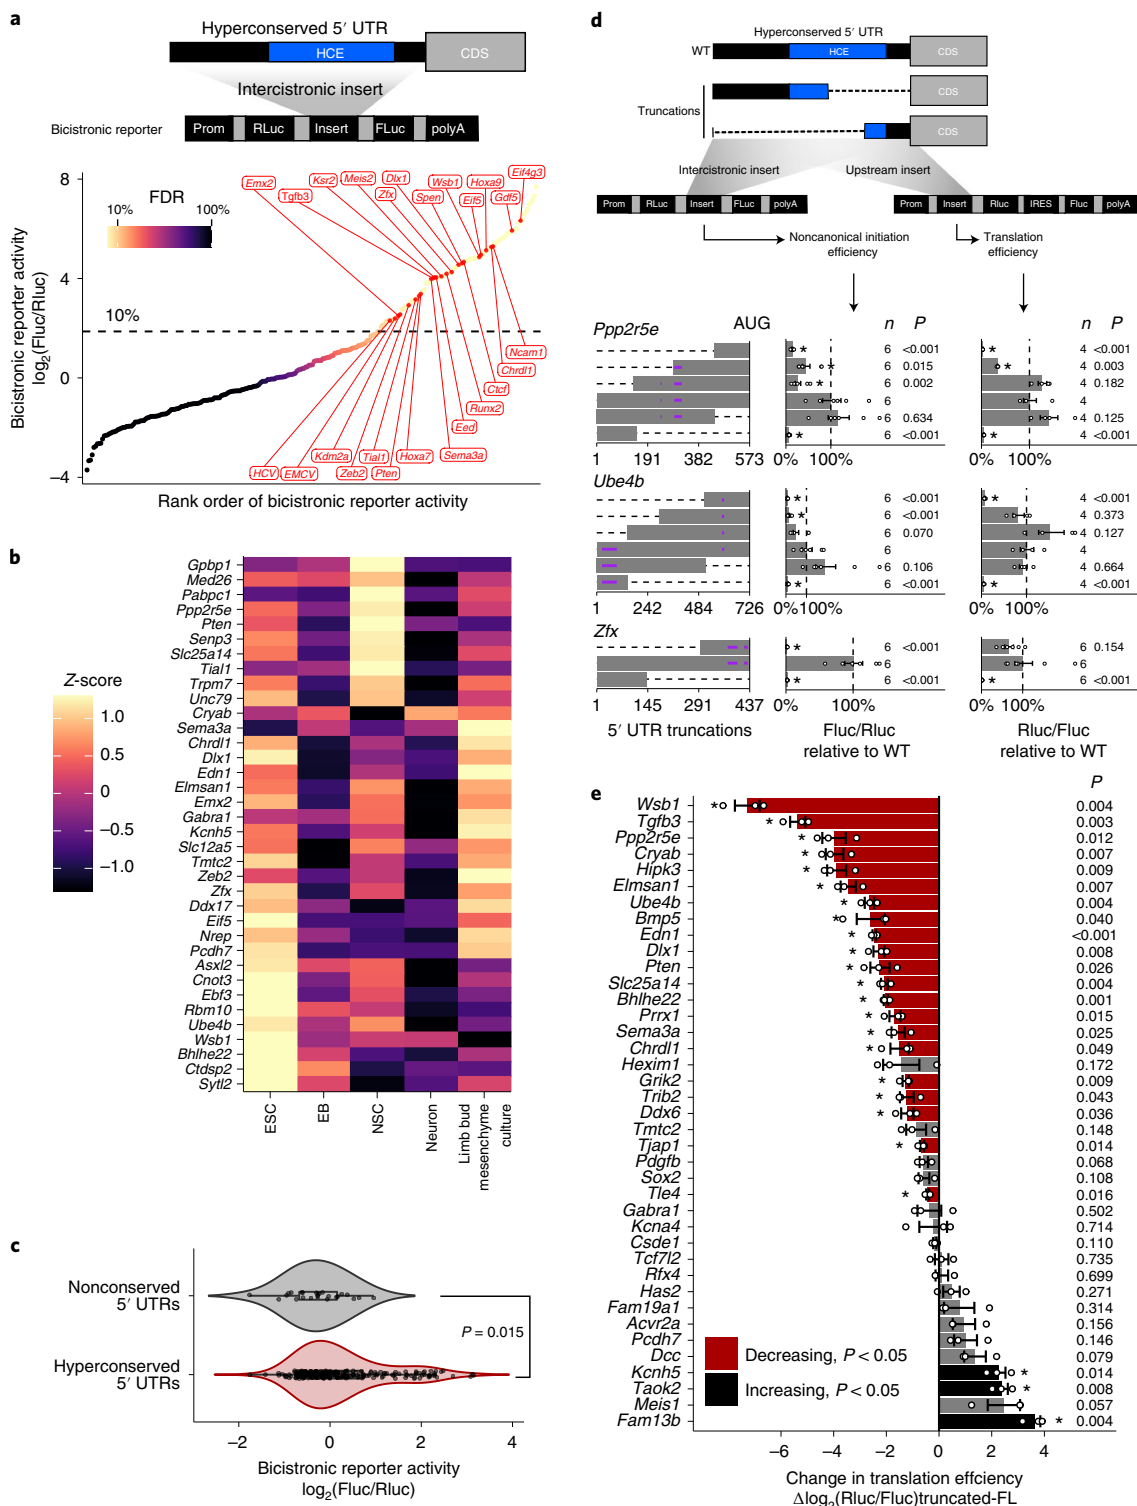 a
Hyperconserved 5′ UTR
HCE
CDS
Intercistronic insert
Bicistronic reporter
Prom RLuc Insert FLuc polyA
8
4
0
−4
Bicistronic reporter activity
log2(Fluc/Rluc)
FDR
10% 100%
10%
Emx2
Tgfb3
Ksr2
Meis2
Zfx
Dlx1
Spen
Wsb1
Eif5
Hoxa9
Gdf5
Eif4g3
Ncam1
Chrdl1
Ctcf
Runx2
Eed
Sema3a
Hoxa7
Pten
Tial1
Zeb2
Kdm2a
EMCV
HCV
Rank order of bicistronic reporter activity
b
Z-score
1.0
0.5
0
−0.5
−1.0
Gpbp1
Med26
Pabpc1
Ppp2r5e
Pten
Senp3
Slc25a14
Tial1
Trpm7
Unc79
Cryab
Sema3a
Chrdl1
Dlx1
Edn1
Elmsan1
Emx2
Gabra1
Kcnh5
Slc12a5
Tmtc2
Zeb2
Zfx
Ddx17
Eif5
Nrep
Pcdh7
Asxl2
Cnot3
Ebf3
Rbm10
Ube4b
Wsb1
Bhlhe22
Ctdsp2
Sytl2
ESC
EB
NSC
Neuron
Limb bud
mesenchyme
culture
c
Nonconserved
5′ UTRs
Hyperconserved
5′ UTRs
P = 0.015
−2 0 2 4
Bicistronic reporter activity
log2(Fluc/Rluc)
d
Hyperconserved 5′ UTR
WT
HCE
CDS
Truncations
CDS
CDS
Intercistronic insert
Upstream insert
Prom RLuc Insert FLuc polyA
Prom Insert Rluc IRES Fluc polyA
Noncanonical initiation
efficiency
Translation
efficiency
Ppp2r5e AUG n P n P
* 6 <0.001 * 4 <0.001
* 6 0.015 * 4 0.003
* 6 0.002 4 0.182
6 4
6 0.634 4 0.125
* 6 <0.001 * 4 <0.001
1 191 382 573 0% 100% 0% 100%
Ube4b
* 6 <0.001 * 4 <0.001
* 6 <0.001 4 0.373
6 0.070 4 0.127
6 4
6 0.106 4 0.664
* 6 <0.001 * 4 <0.001
1 242 484 726 0%100% 0% 100%
Zfx
* 6 <0.001 6 0.154
6 6
* 6 <0.001 * 6 <0.001
1 145 291 437 0% 100% 0% 100%
5′ UTR truncations
Fluc/Rluc
relative to WT
Rluc/Fluc
relative to WT
e
P
Wsb1 * 0.004
Tgfb3 * 0.003
Ppp2r5e * 0.012
Cryab * 0.007
Hipk3 * 0.009
Elmsan1 * 0.007
Ube4b * 0.004
Bmp5 * 0.040
Edn1 * <0.001
Dlx1 * 0.008
Pten * 0.026
Slc25a14 * 0.004
Bhlhe22 * 0.001
Prrx1 * 0.015
Sema3a * 0.025
Chrdl1 * 0.049
Hexim1 0.172
Grik2 * 0.009
Trib2 * 0.043
Ddx6 * 0.036
Tmtc2 0.148
Tjap1 * 0.014
Pdgfb 0.068
Sox2 0.108
Tle4 * 0.016
Gabra1 0.502
Kcna4 0.714
Csde1 0.110
Tcf7l2 0.735
Rfx4 0.699
Has2 0.271
Fam19a1 0.314
Acvr2a 0.156
Pcdh7 0.146
Dcc 0.079
Kcnh5 * 0.014
Taok2 * 0.008
Meis1 0.057
Fam13b * 0.004
Decreasing, P < 0.05
Increasing, P < 0.05
−6 −4 −2 0 2 4
Change in translation effciency
Δlog2(Rluc/Fluc)truncated-FL